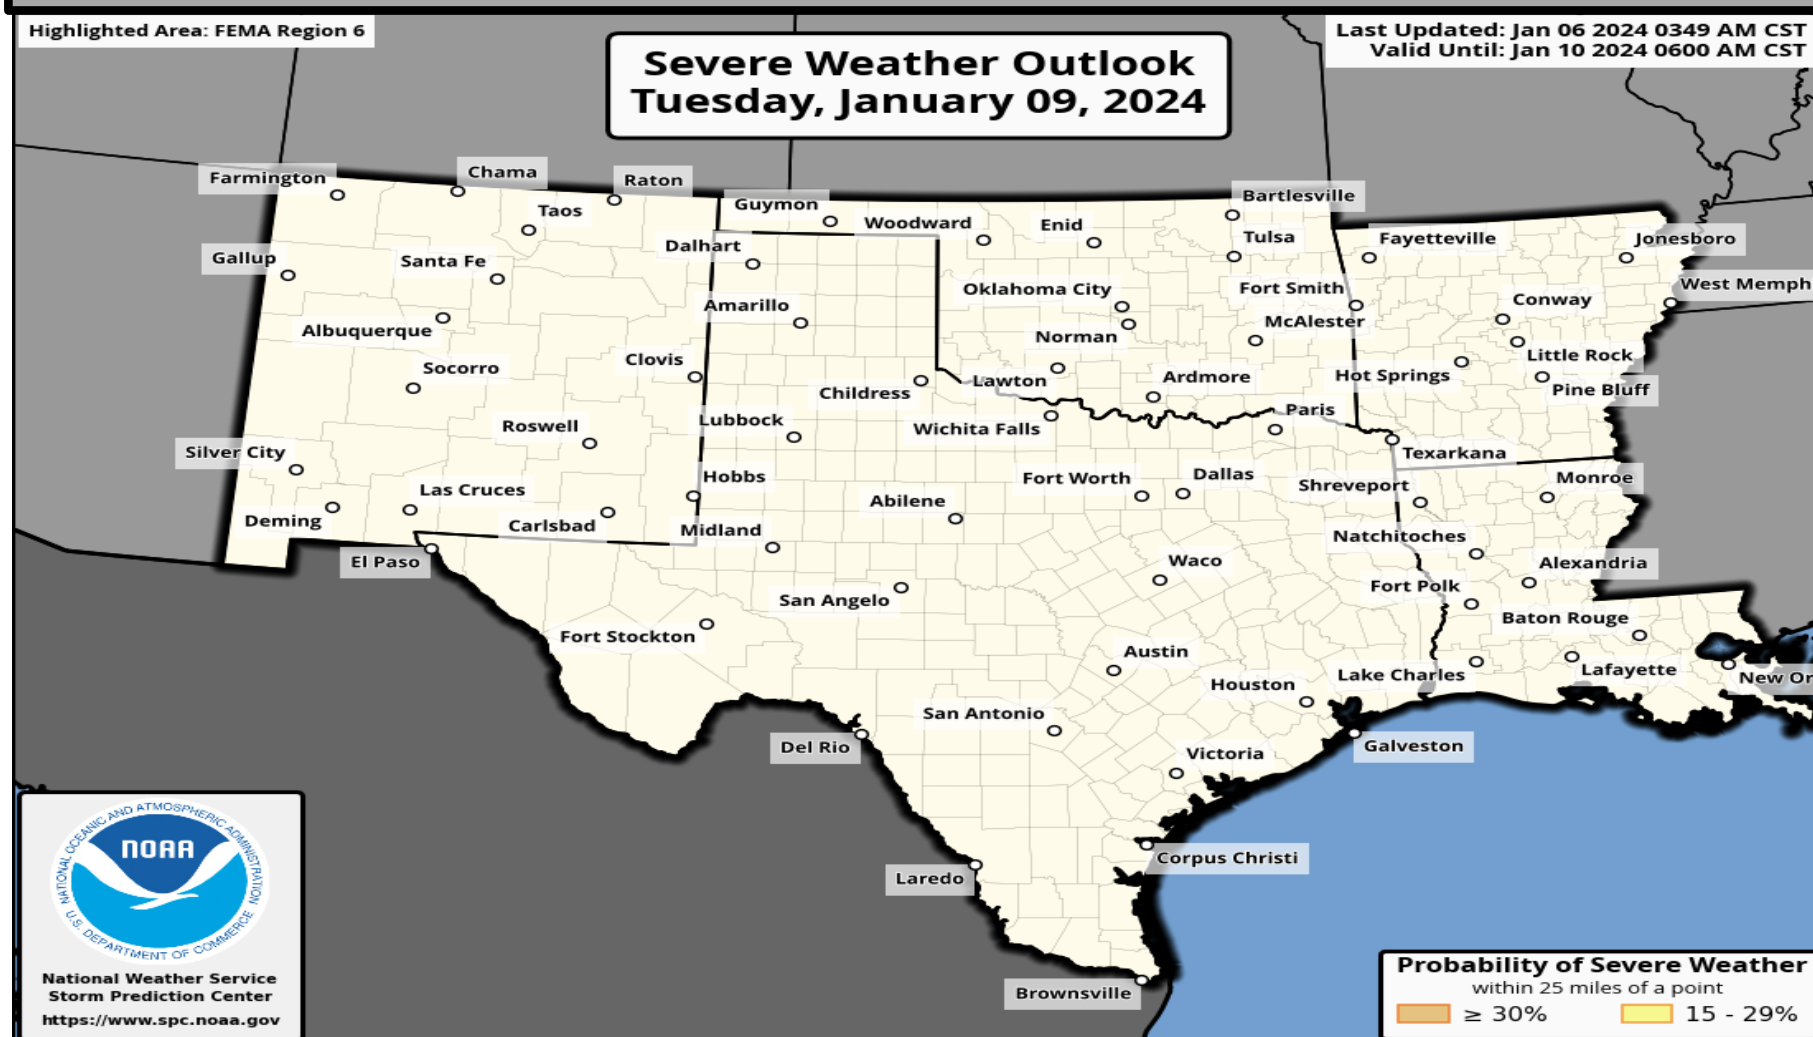 Highlighted Area: FEMA Region 6
Severe Weather Outlook
Tuesday, January 09, 2024
Last Updated: Jan 06 2024 0349 AM CST
Valid Until: Jan 10 2024 0600 AM CST
Farmington
Chama
Raton
Taos
Guymon
Woodward
Enid
Bartlesville
Tulsa
Fayetteville
Jonesboro
Gallup
Santa Fe
Dalhart
Oklahoma City
Fort Smith
West Memph
Conway
Amarillo
Albuquerque
McAlester
Norman
Little Rock
Socorro
Clovis
Childress
Lawton
Ardmore
Hot Springs
Pine Bluff
Roswell
Lubbock
Wichita Falls
Paris
Silver City
Texarkana
Las Cruces
Hobbs
Fort Worth
Dallas
Shreveport
Monroe
Deming
Carlsbad
Midland
Abilene
Natchitoches
El Paso
Waco
Alexandria
San Angelo
Fort Polk
Fort Stockton
Baton Rouge
Austin
Lake Charles
Lafayette
New Or
Houston
San Antonio
Del Rio
Victoria
Galveston
Corpus Christi
Laredo
Brownsville
NATIONAL OCEANIC AND ATMOSPHERIC ADMINISTRATION
NOAA
U.S. DEPARTMENT OF COMMERCE
National Weather Service
Storm Prediction Center
https://www.spc.noaa.gov
Probability of Severe Weather
within 25 miles of a point
≥ 30%
15 - 29%